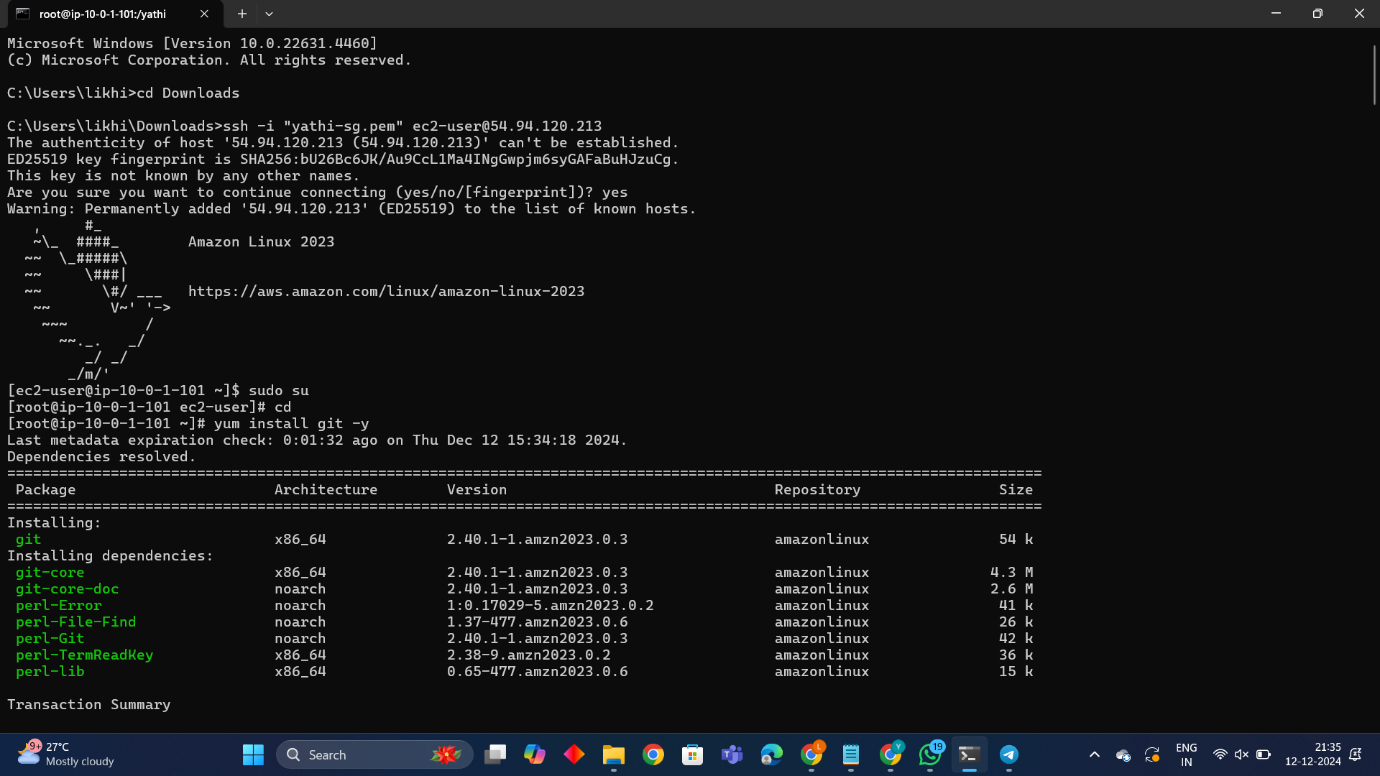 root@ip-10-0-1-101:/yathi
Microsoft Windows [Version 10.0.22631.4460]
(c) Microsoft Corporation. All rights reserved.
C:\Users\likhi>cd Downloads
C:\Users\likhi\Downloads>ssh -i "yathi-sg.pem" ec2-user@54.94.120.213
The authenticity of host '54.94.120.213 (54.94.120.213)' can't be established.
ED25519 key fingerprint is SHA256:bU26Bc6JK/Au9CcL1Ma4INgGwpjm6syGAFaBuHJzuCg.
This key is not known by any other names.
Are you sure you want to continue connecting (yes/no/[fingerprint])? yes
Warning: Permanently added '54.94.120.213' (ED25519) to the list of known hosts.
   ,     #_
   ~\_  ####_        Amazon Linux 2023
  ~~  \_#####\
  ~~     \###|
  ~~       \#/ ___   https://aws.amazon.com/linux/amazon-linux-2023
   ~~       V~' '->
    ~~~         /
      ~~._.   _/
         _/ _/
       _/m/'
[ec2-user@ip-10-0-1-101 ~]$ sudo su
[root@ip-10-0-1-101 ec2-user]# cd
[root@ip-10-0-1-101 ~]# yum install git -y
Last metadata expiration check: 0:01:32 ago on Thu Dec 12 15:34:18 2024.
Dependencies resolved.
================================================================================
Package Architecture Version Repository Size
================================================================================
Installing:
git x86_64 2.40.1-1.amzn2023.0.3 amazonlinux 54 k
Installing dependencies:
git-core x86_64 2.40.1-1.amzn2023.0.3 amazonlinux 4.3 M
git-core-doc noarch 2.40.1-1.amzn2023.0.3 amazonlinux 2.6 M
perl-Error noarch 1:0.17029-5.amzn2023.0.2 amazonlinux 41 k
perl-File-Find noarch 1.37-477.amzn2023.0.6 amazonlinux 26 k
perl-Git noarch 2.40.1-1.amzn2023.0.3 amazonlinux 42 k
perl-TermReadKey x86_64 2.38-9.amzn2023.0.2 amazonlinux 36 k
perl-lib x86_64 0.65-477.amzn2023.0.6 amazonlinux 15 k
Transaction Summary
9+ 27°C
Mostly cloudy
Search
L
Y
19
ENG
IN
21:35
12-12-2024